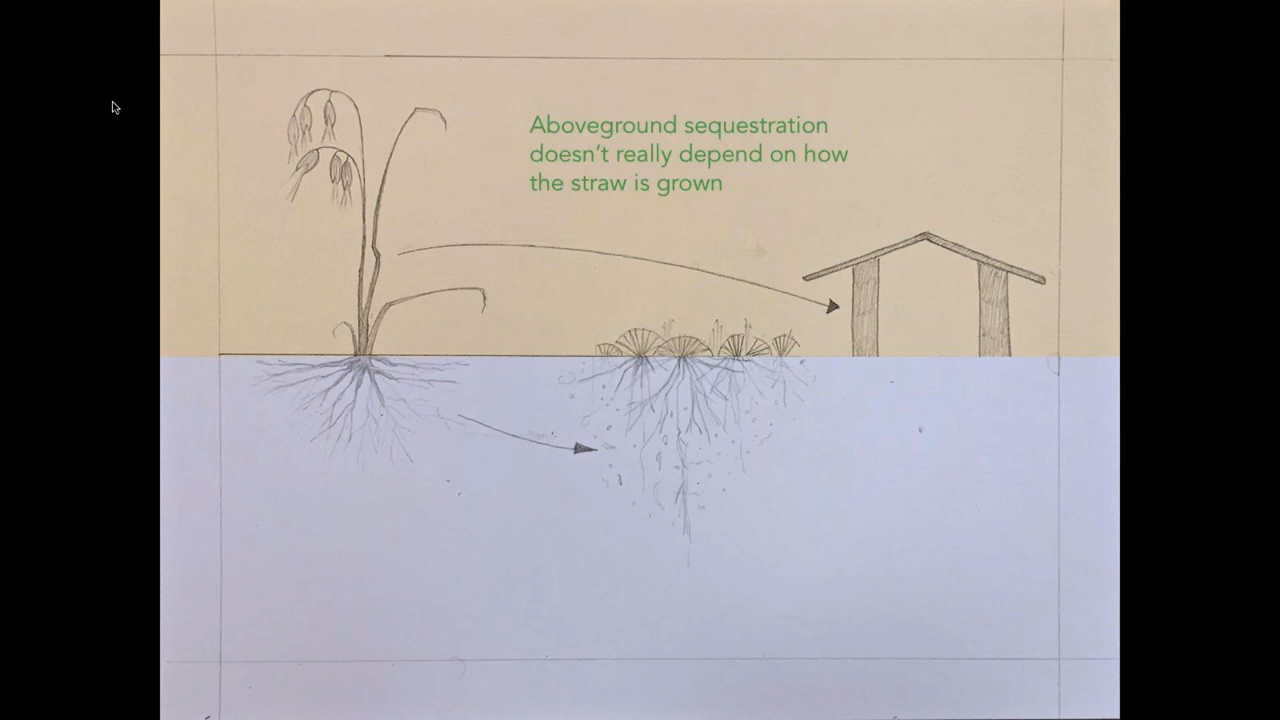 Aboveground sequestration
doesn't really depend on how
the straw is grown